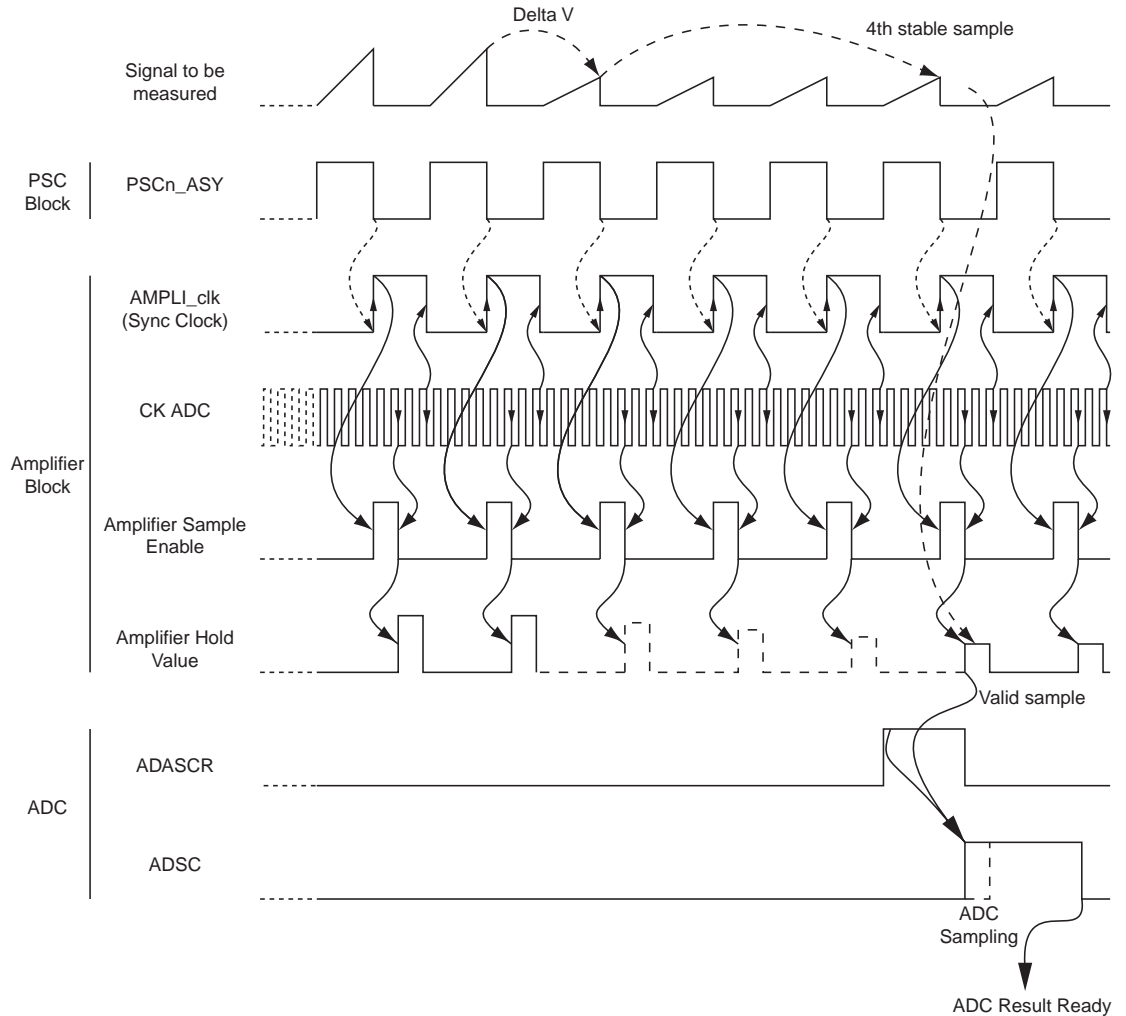 Delta V
4th stable sample
Signal to be
measured
PSC
Block
PSCn_ASY
AMPLI_clk
(Sync Clock)
CK ADC
Amplifier
Block
Amplifier Sample
Enable
Amplifier Hold
Value
Valid sample
ADASCR
ADC
ADSC
ADC
Sampling
ADC Result Ready